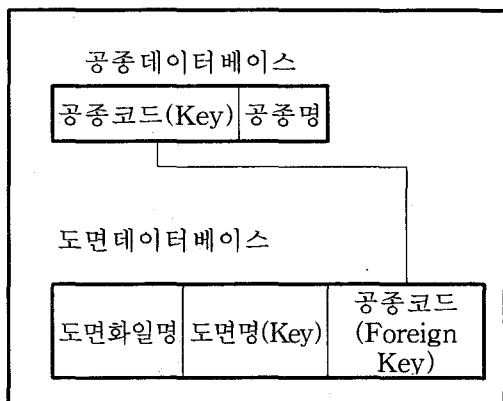 공종데이터베이스
공종코드(Key) 공종명
도면데이터베이스
도면화일명 도면명(Key) 공종코드
(Foreign
Key)